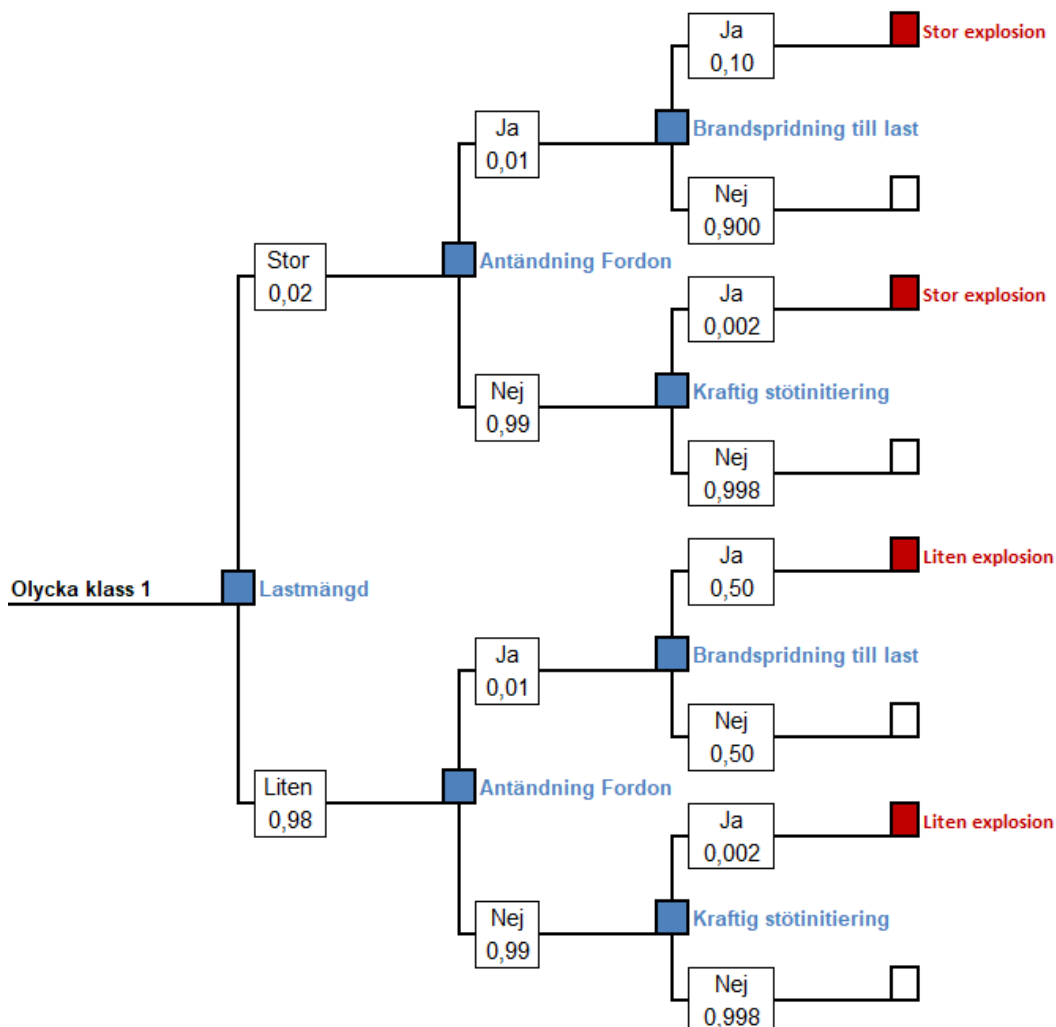 Ja
0,10
Stor explosion
Brandspridning till last
Ja
0,01
Nej
0,900
Antändning Fordon
Stor
0,02
Ja
0,002
Stor explosion
Kraftig stötinitiering
Nej
0,99
Nej
0,998
Olycka klass 1
Lastmängd
Ja
0,50
Liten explosion
Brandspridning till last
Ja
0,01
Nej
0,50
Antändning Fordon
Liten
0,98
Ja
0,002
Liten explosion
Kraftig stötinitiering
Nej
0,99
Nej
0,998